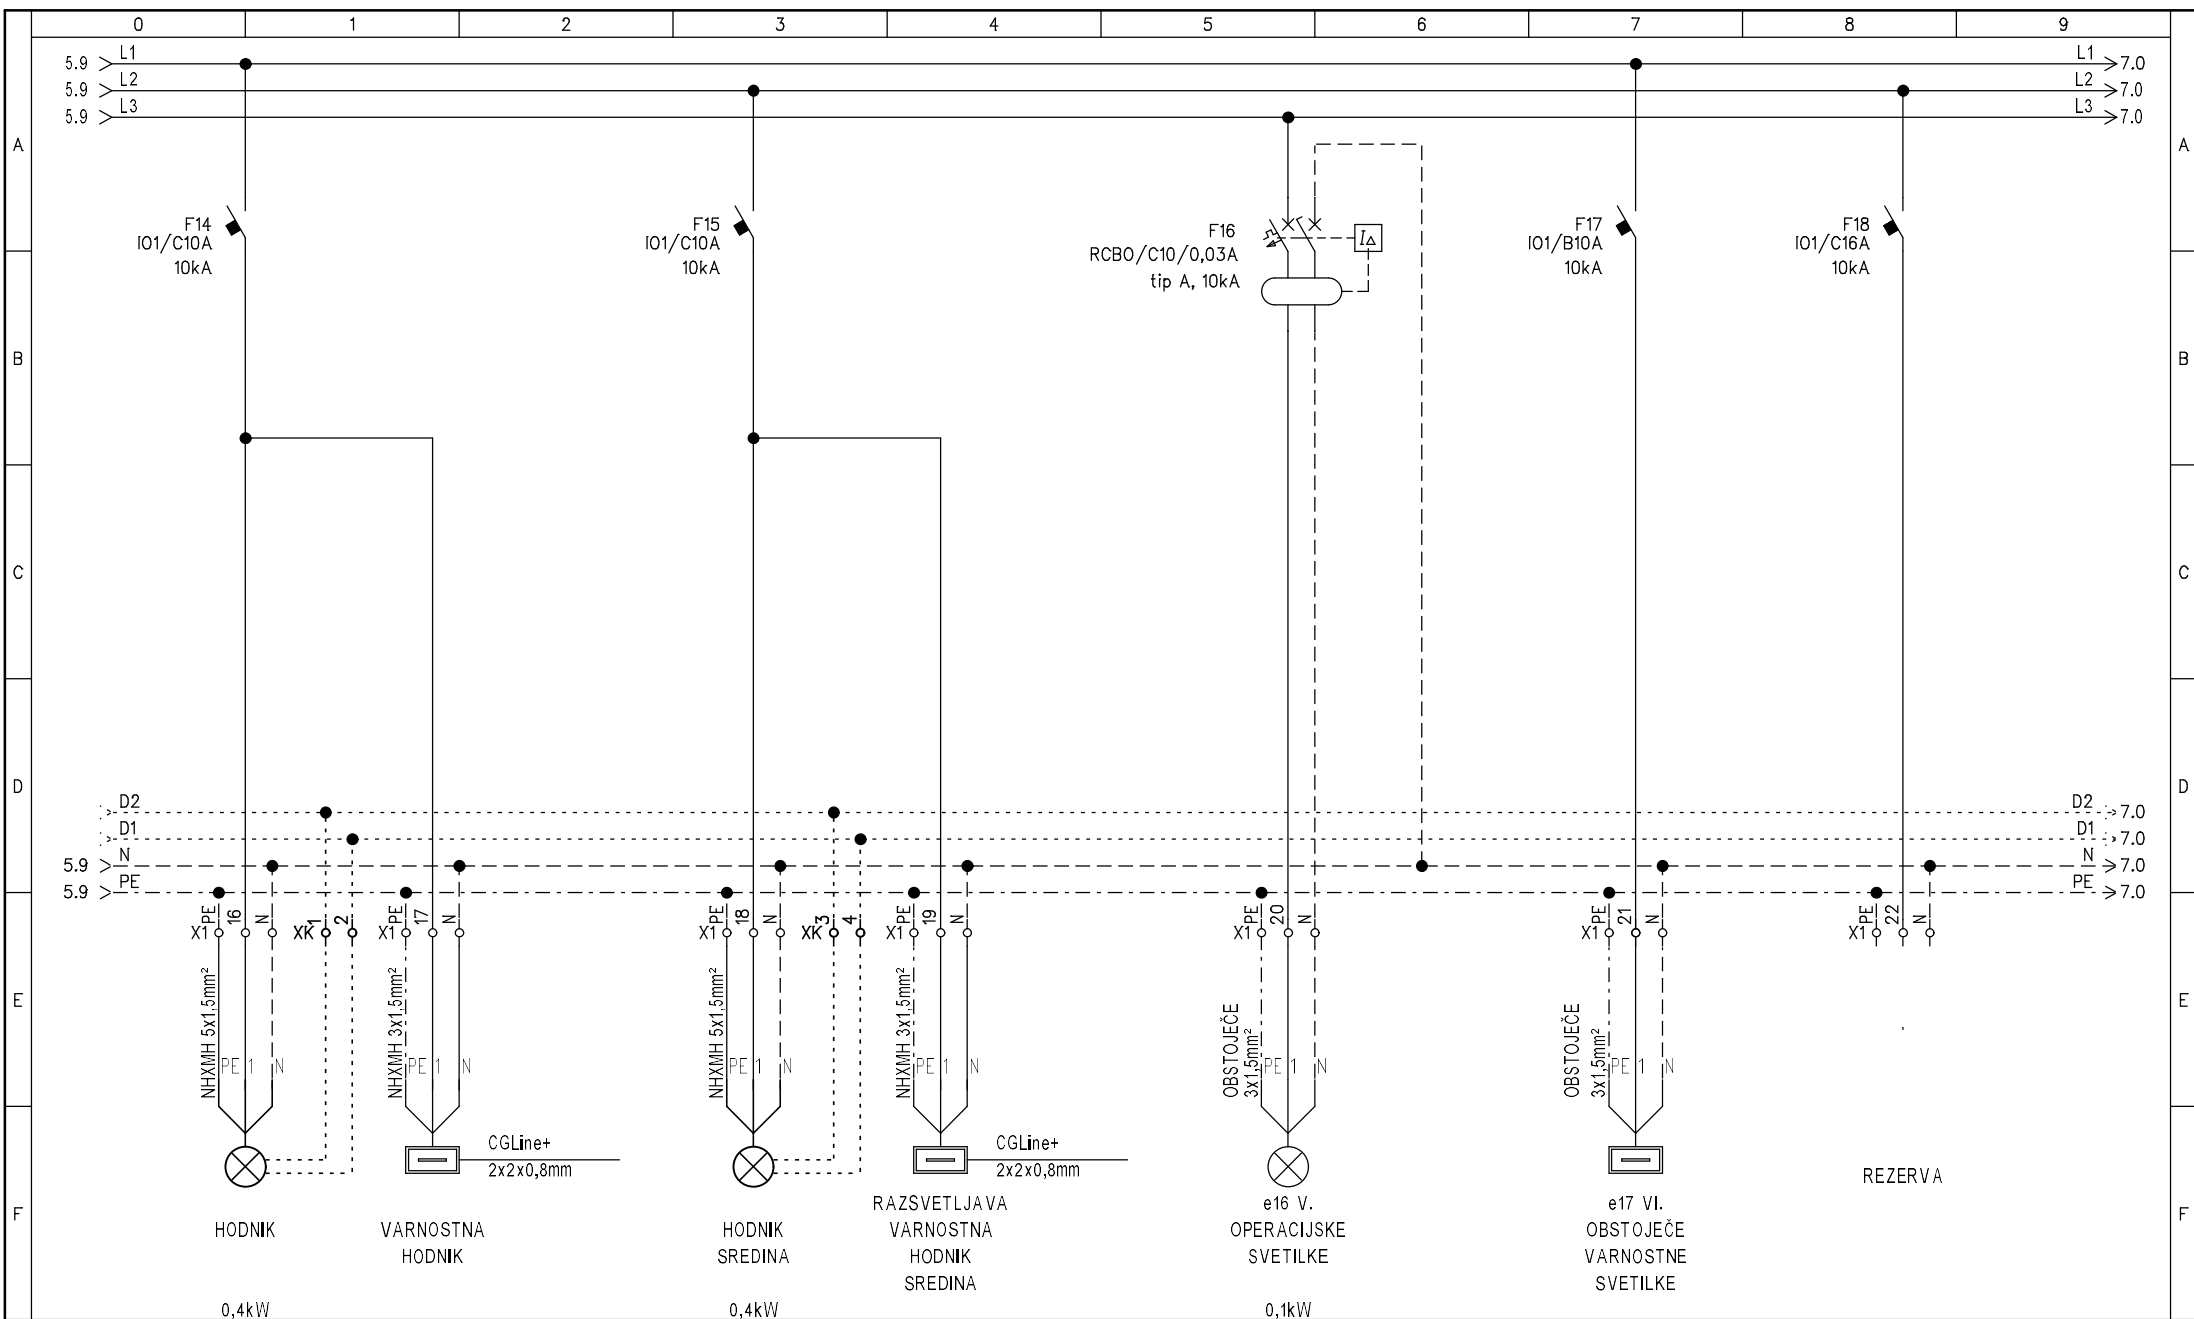 0 1 2 3 4 5 6 7 8 9
5.9 L1 L1 7.0
5.9 L2 L2 7.0
5.9 L3 L3 7.0
A A
F14
IO1/C10A
10kA
F15
IO1/C10A
10kA
F16
RCBO/C10/0,03A
tip A, 10kA
I∆
F17
IO1/B10A
10kA
F18
IO1/C16A
10kA
B B
C C
D D
D2 D2 7.0
D1 D1 7.0
5.9 N N 7.0
5.9 PE PE 7.0
X1 PE 16 N XK 1 2 X1 PE 17 N X1 PE 18 N XK 3 4 X1 PE 19 N X1 PE 20 N X1 PE 21 N X1 PE 22 N
E E
NHXMH 5x1,5mm²
PE 1 N
NHXMH 3x1,5mm²
PE 1 N
NHXMH 5x1,5mm²
PE 1 N
NHXMH 3x1,5mm²
PE 1 N
OBSTOJEČE
3x1,5mm²
PE 1 N
OBSTOJEČE
3x1,5mm²
PE 1 N
F F
HODNIK
0,4kW
CGLine+
2x2x0,8mm
VARNOSTNA
HODNIK
HODNIK
SREDINA
0,4kW
CGLine+
2x2x0,8mm
RAZSVETLJAVA
VARNOSTNA
HODNIK
SREDINA
e16 V.
OPERACIJSKE
SVETILKE
0,1kW
e17 VI.
OBSTOJEČE
VARNOSTNE
SVETILKE
REZERVA